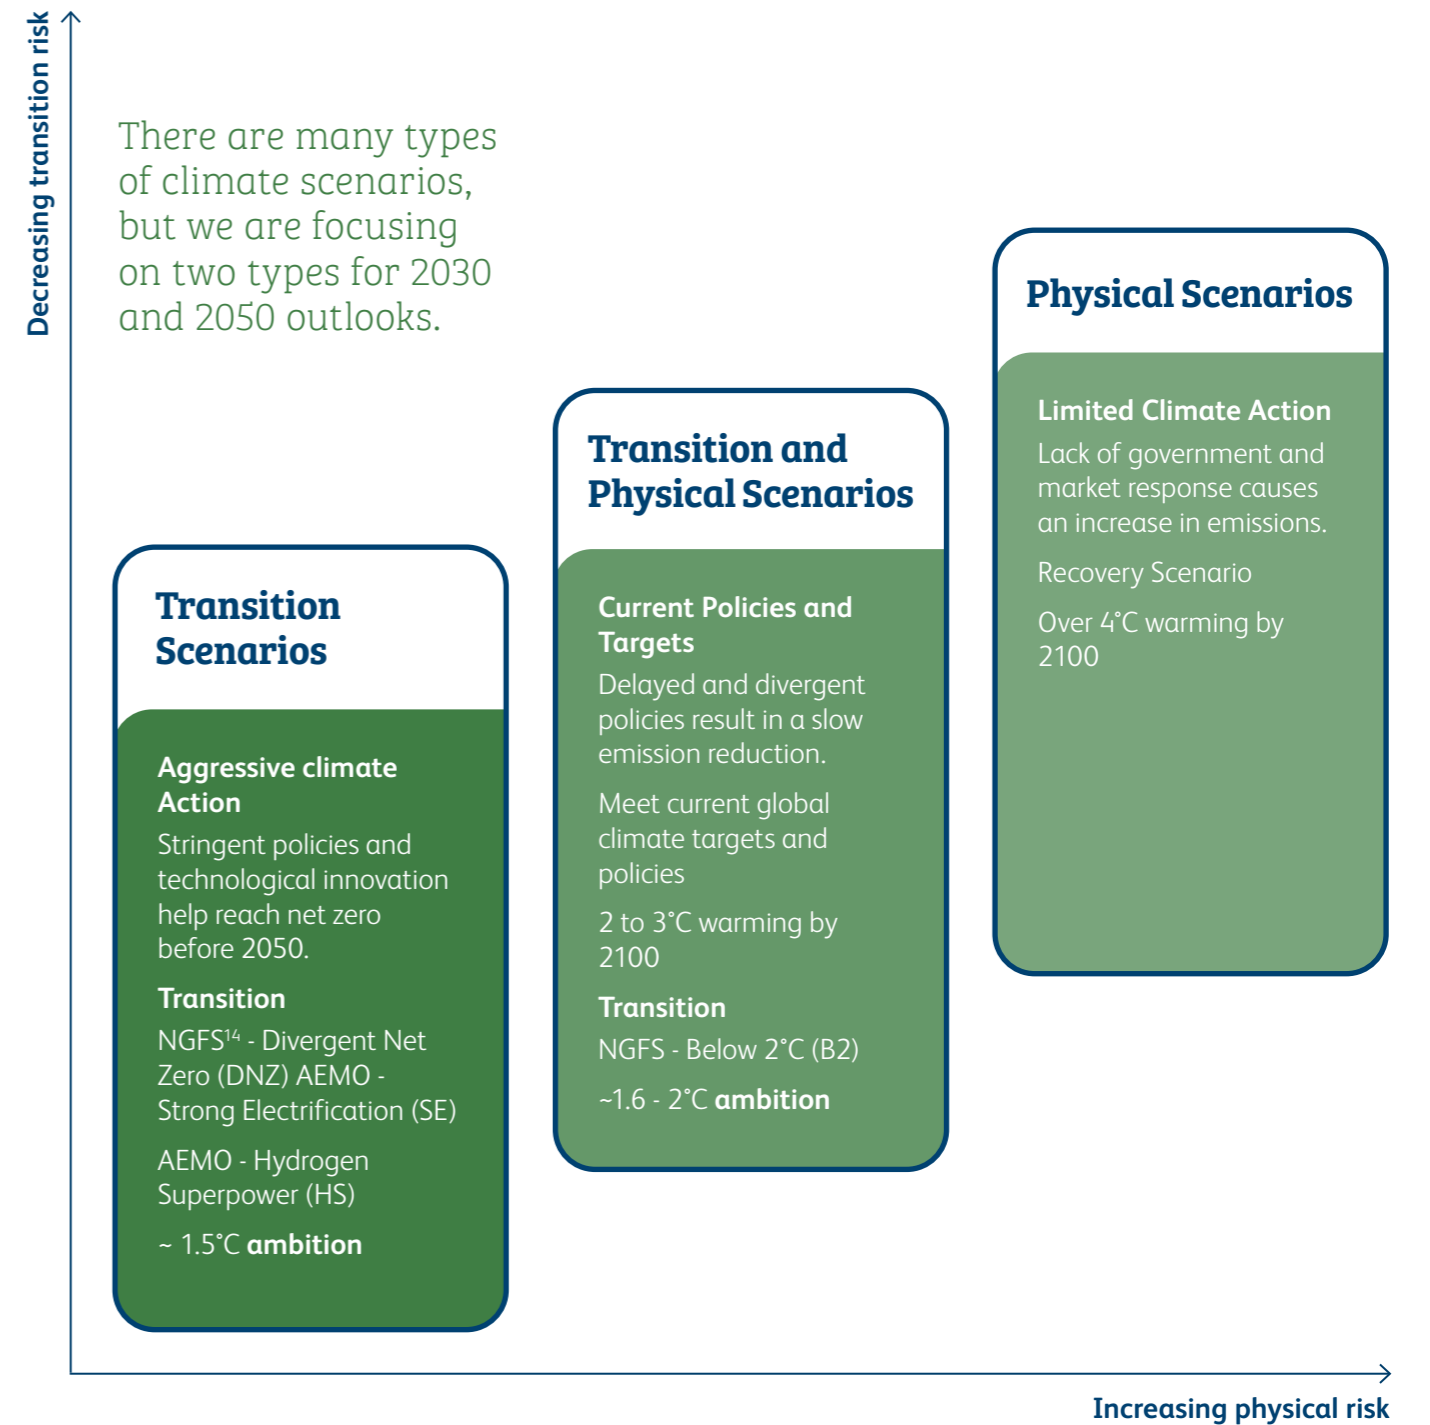 Decreasing transition risk
There are many types
of climate scenarios,
but we are focusing
on two types for 2030
and 2050 outlooks.
Transition
Scenarios
Aggressive climate
Action
Stringent policies and
technological innovation
help reach net zero
before 2050.
Transition
NGFS¹⁴ - Divergent Net
Zero (DNZ) AEMO -
Strong Electrification (SE)
AEMO - Hydrogen
Superpower (HS)
~ 1.5°C ambition
Transition and
Physical Scenarios
Current Policies and
Targets
Delayed and divergent
policies result in a slow
emission reduction.
Meet current global
climate targets and
policies
2 to 3°C warming by
2100
Transition
NGFS - Below 2°C (B2)
~1.6 - 2°C ambition
Physical Scenarios
Limited Climate Action
Lack of government and
market response causes
an increase in emissions.
Recovery Scenario
Over 4°C warming by
2100
Increasing physical risk